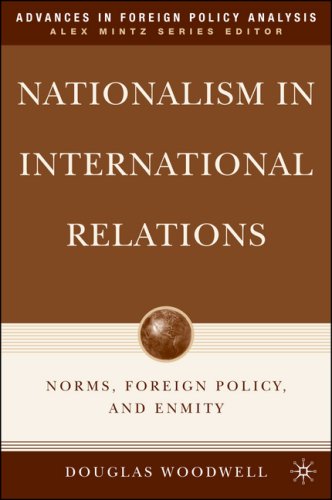 ADVANCES IN FOREIGN POLICY ANALYSIS
ALEX MINTZ SERIES EDITOR
NATIONALISM IN
INTERNATIONAL
RELATIONS
NORMS, FOREIGN POLICY,
AND ENMITY
DOUGLAS WOODWELL